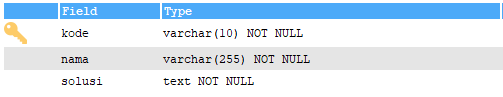 Field Type
kode varchar(10) NOT NULL
nama varchar(255) NOT NULL
solusi text NOT NULL